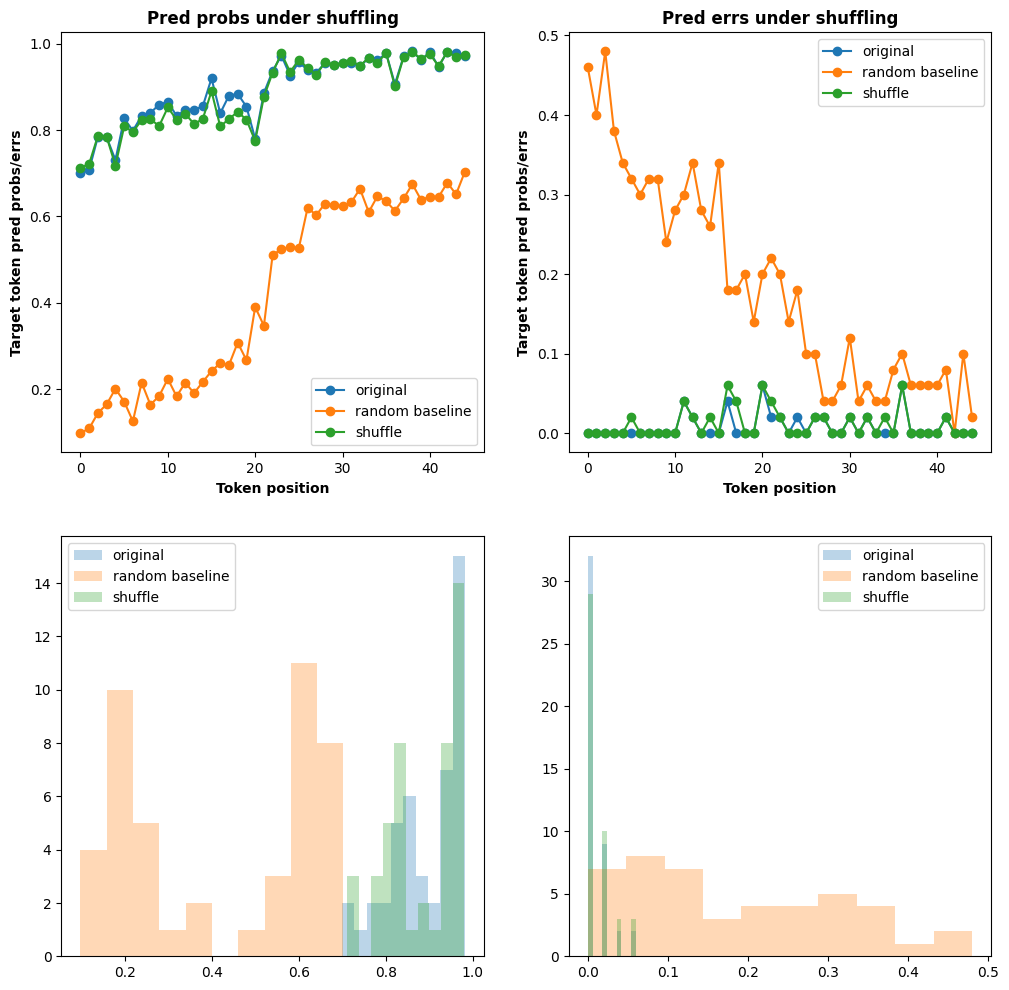 Pred probs under shuffling
Target token pred probs/errs
1.0
0.8
0.6
0.4
0.2
original
random baseline
shuffle
0
10
20
30
40
Token position
Pred errs under shuffling
Target token pred probs/errs
0.5
0.4
0.3
0.2
0.1
0.0
original
random baseline
shuffle
0
10
20
30
40
Token position
original
random baseline
shuffle
14
12
10
8
6
4
2
0
0.2
0.4
0.6
0.8
1.0
original
random baseline
shuffle
30
25
20
15
10
5
0
0.0
0.1
0.2
0.3
0.4
0.5